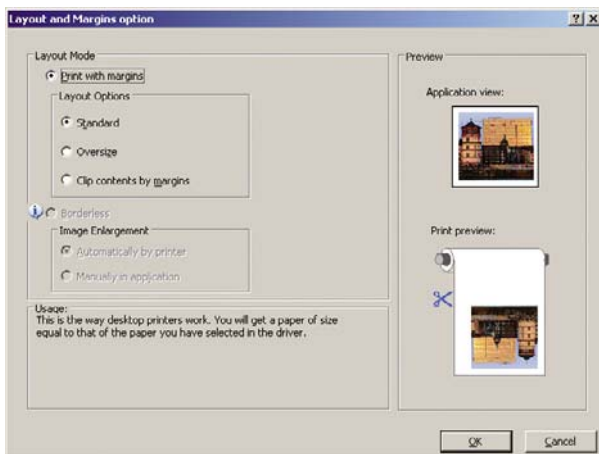 Layout and Margins option
Layout Mode
Print with margins
Layout Options
Standard
Oversize
Clip contents by margins
Borderless
Image Enlargement
Automatically by printer
Manually in application
Usage:
This is the way desktop printers work. You will get a paper of size
equal to that of the paper you have selected in the driver.
Preview
Application view:
Print preview:
OK
Cancel